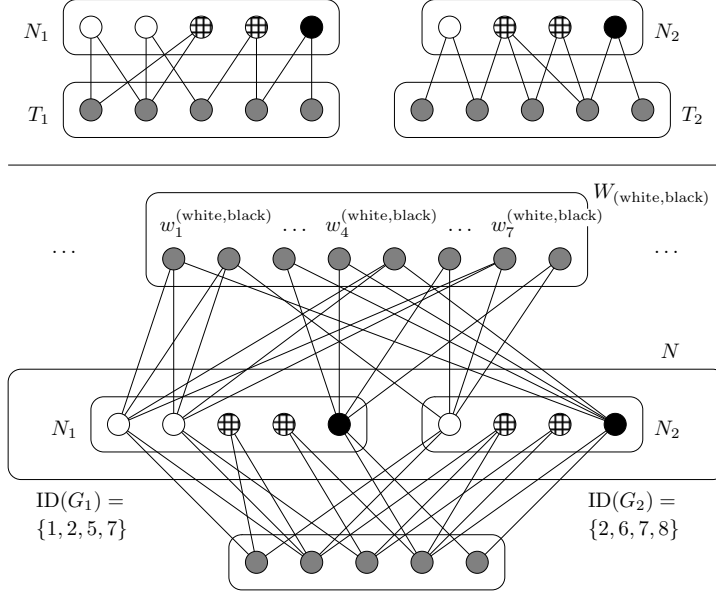 N₁ N₂
T₁ T₂
W₍white,black₎
w₁^(white,black) … w₄^(white,black) … w₇^(white,black)
… …
N
N₁ N₂
ID(G₁) = ID(G₂) =
{1, 2, 5, 7} {2, 6, 7, 8}